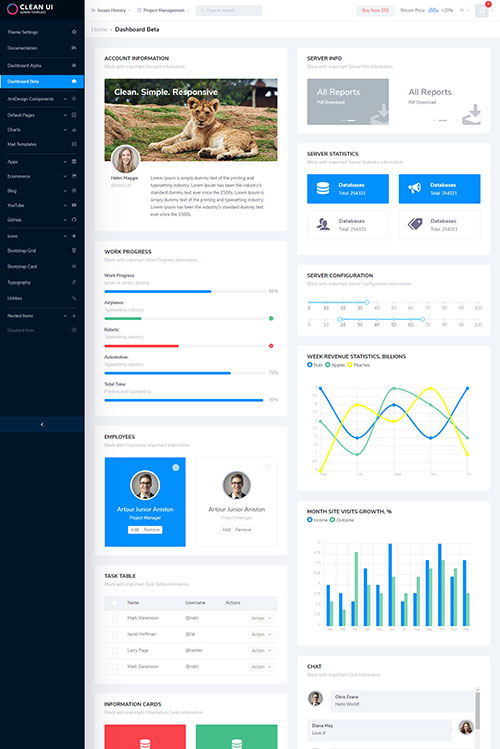 CLEAN UI
ADMIN TEMPLATE
Issues History
Project Management
Type to search...
Buy Now 25$
Bitcoin Price
+20%
Theme Settings
Documentation
Dashboard Alpha
Dashboard Beta
AntDesign Components
Default Pages
Charts
Mail Templates
Apps
Ecommerce
Blog
YouTube
GitHub
Icons
Bootstrap Grid
Bootstrap Card
Typography
Utilities
Nested Items
Disabled Item
Home - Dashboard Beta
ACCOUNT INFORMATION
Block with important Account information
Clean. Simple. Responsive
Helen Maggie
@helen_m
Lorem Ipsum is simply dummy text of the printing and
typesetting industry. Lorem Ipsum has been the industry's
standard dummy text ever since the 1500s. Lorem Ipsum is
simply dummy text of the printing and typesetting industry.
Lorem Ipsum has been the industry's standard dummy text
ever since the 1500s.
WORK PROGRESS
Block with important Work Progress information
Work Progress:
Ipsum is simply dummy
66%
Airplanes:
Typewriting industry
Robots:
Typewriting industry
Automotive:
Typewriting industry
Total Time:
Printing and typesetting
EMPLOYEES
Block with important Employees information
Artour Junior Aniston
Project Manager
Add Remove
Artour Junior Aniston
Project Manager
Add Remove
TASK TABLE
Block with important Task Table information
Name Username Actions
Mark Stevenson @mdo Action
Jacob Hoffman @fat Action
Larry Page @twitter Action
Mark Stevenson @mdo Action
INFORMATION CARDS
Block with important Information Cards information
SERVER INFO
Block with important Server Info information
All Reports
Pdf Download
All Reports
Pdf Download
SERVER STATISTICS
Block with important Server Statistics information
Databases
Total: 254321
Databases
Total: 254321
Databases
Total: 254321
Databases
Total: 254321
SERVER CONFIGURATION
Block with important Server Configuration information
0 10 20 30 40 50 60 70 80 90 100
0 10 20 30 40 50 60 70 80 90 100
WEEK REVENUE STATISTICS, BILLIONS
Nuts Apples Peaches
MONTH SITE VISITS GROWTH, %
Income Outcome
CHAT
Block with important Chat information
Chris Evans
Hello World!
Diana May
Love it!